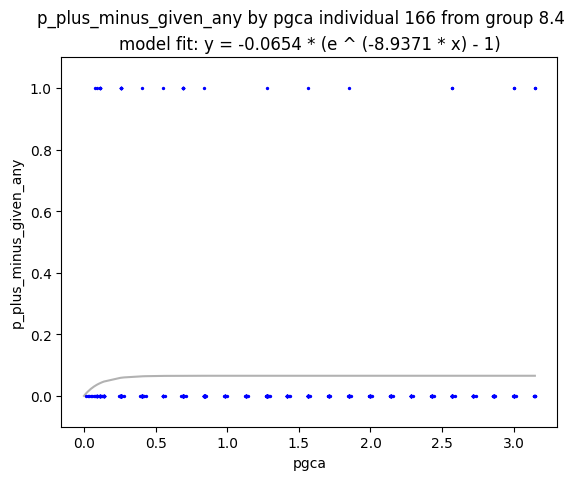 p_plus_minus_given_any by pgca individual 166 from group 8.4
model fit: y = -0.0654 * (e ^ (-8.9371 * x) - 1)
1.0
0.8
0.6
0.4
0.2
0.0
p_plus_minus_given_any
0.0 0.5 1.0 1.5 2.0 2.5 3.0
pgca